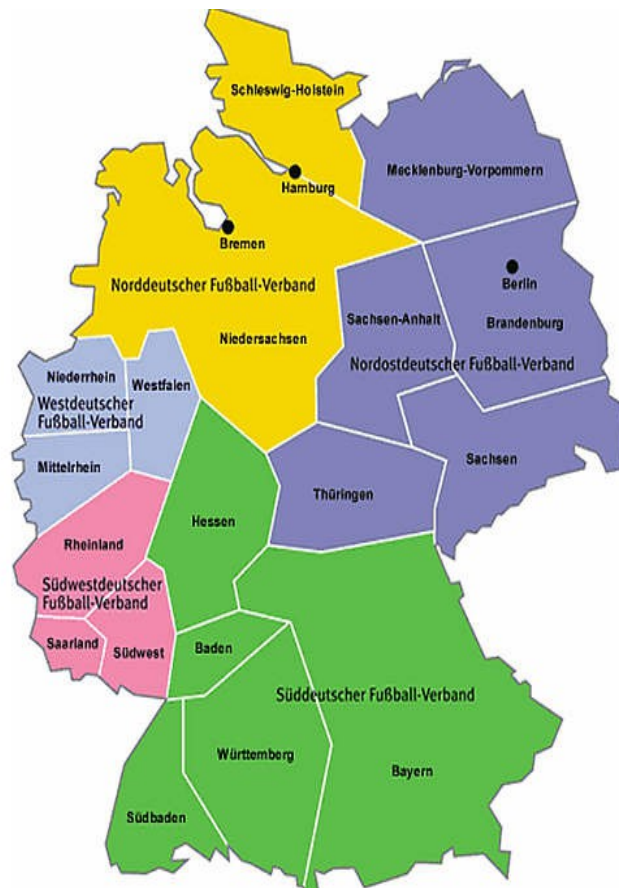 Schleswig-Holstein
Mecklenburg-Vorpommern
Hamburg
Bremen
Norddeutscher Fußball-Verband
Berlin
Sachsen-Anhalt
Brandenburg
Niedersachsen
Nordostdeutscher Fußball-Verband
Niederrhein
Westfalen
Westdeutscher
Fußball-Verband
Mittelrhein
Sachsen
Thüringen
Hessen
Rheinland
Südwestdeutscher
Fußball-Verband
Saarland
Südwest
Baden
Süddeutscher Fußball-Verband
Württemberg
Bayern
Südbaden